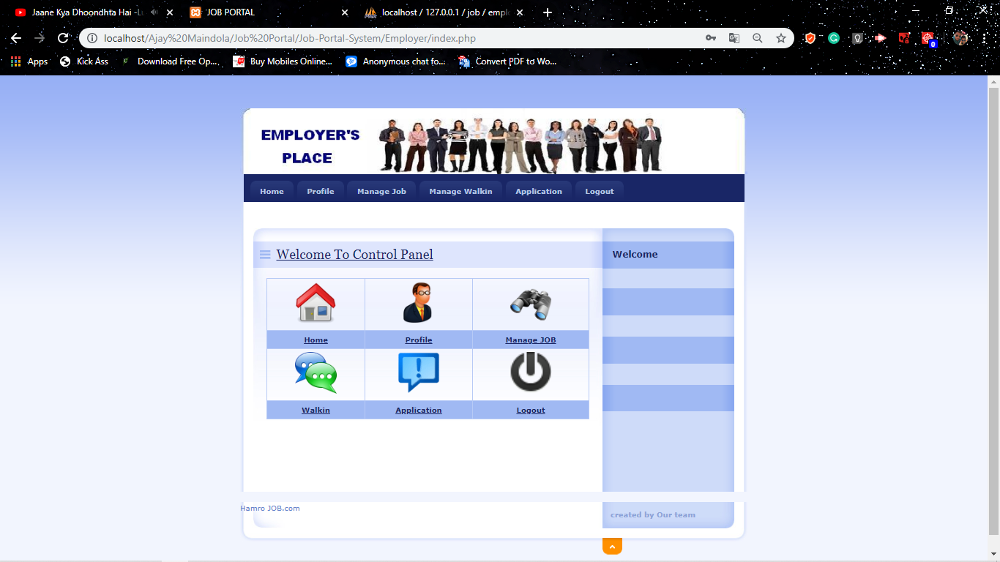 Jaane Kya Dhoondhta Hai -L
JOB PORTAL
localhost / 127.0.0.1 / job / empl
localhost/Ajay%20Maindola/Job%20Portal/Job-Portal-System/Employer/index.php
0
Apps
Kick Ass
Download Free Op...
Buy Mobiles Online...
Anonymous chat fo...
Convert PDF to Wo...
EMPLOYER'S
PLACE
Home Profile Manage Job Manage Walkin Application Logout
Welcome To Control Panel
Welcome
Home Profile Manage JOB
Walkin Application Logout
Hamro JOB.com
created by Our team